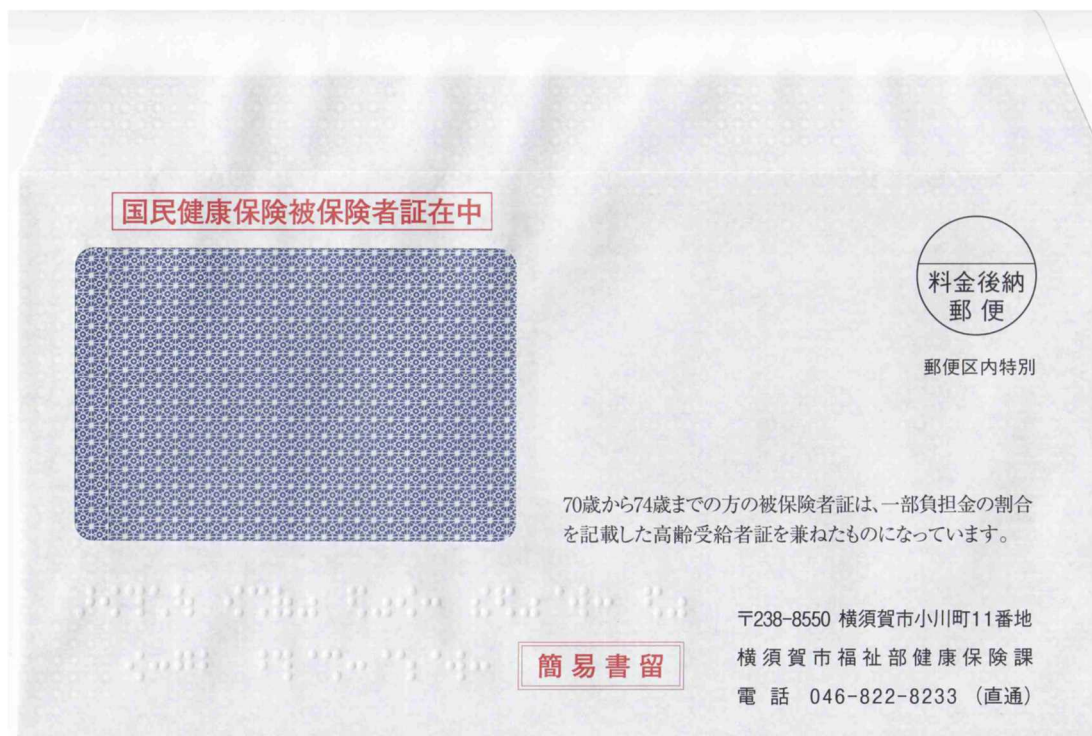 国民健康保険被保険者証在中
料金後納
郵便
郵便区内特別
70歳から74歳までの方の被保険者証は、一部負担金の割合
を記載した高齢受給者証を兼ねたものになっています。
〒238-8550 横須賀市小川町11番地
簡易書留
横須賀市福祉部健康保険課
電話 046-822-8233 (直通)